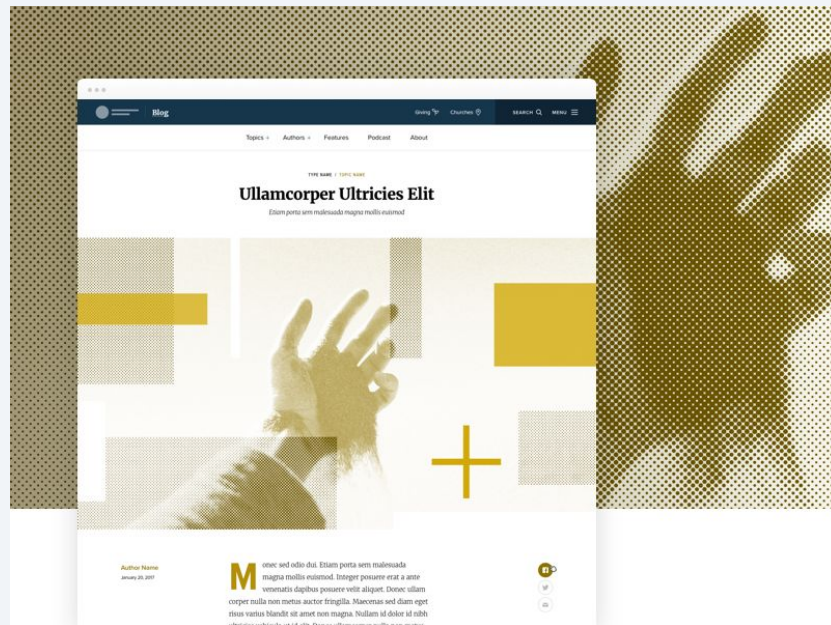 Blog
Giving
Churches
SEARCH
MENU
Topics
Authors
Features
Podcast
About
TYPE NAME / TOPIC NAME
Ullamcorper Ultricies Elit
Etiam porta sem malesuada magna mollis euismod
Author Name
January 20, 2017
Monec sed odio dui. Etiam porta sem malesuada
magna mollis euismod. Integer posuere erat a ante
venenatis dapibus posuere velit aliquet. Donec ullam
corper nulla non metus auctor fringilla. Maecenas sed diam eget
risus varius blandit sit amet non magna. Nullam id dolor id nibh